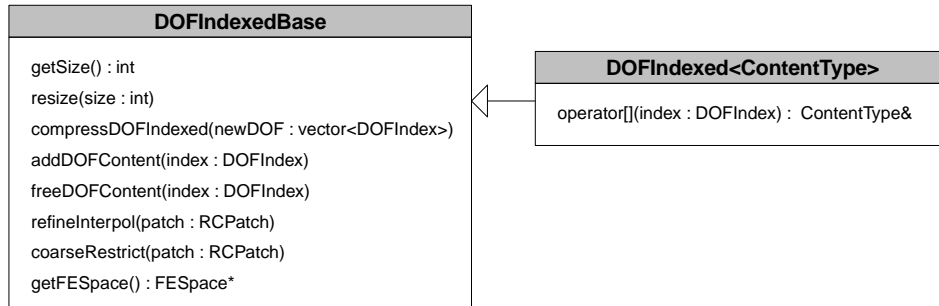 DOFIndexedBase
getSize() : int
resize(size : int)
compressDOFIndexed(newDOF : vector<DOFIndex>)
addDOFContent(index : DOFIndex)
freeDOFContent(index : DOFIndex)
refineInterpol(patch : RCPatch)
coarseRestrict(patch : RCPatch)
getFESpace() : FESpace*
DOFIndexed<ContentType>
operator[](index : DOFIndex) : ContentType&